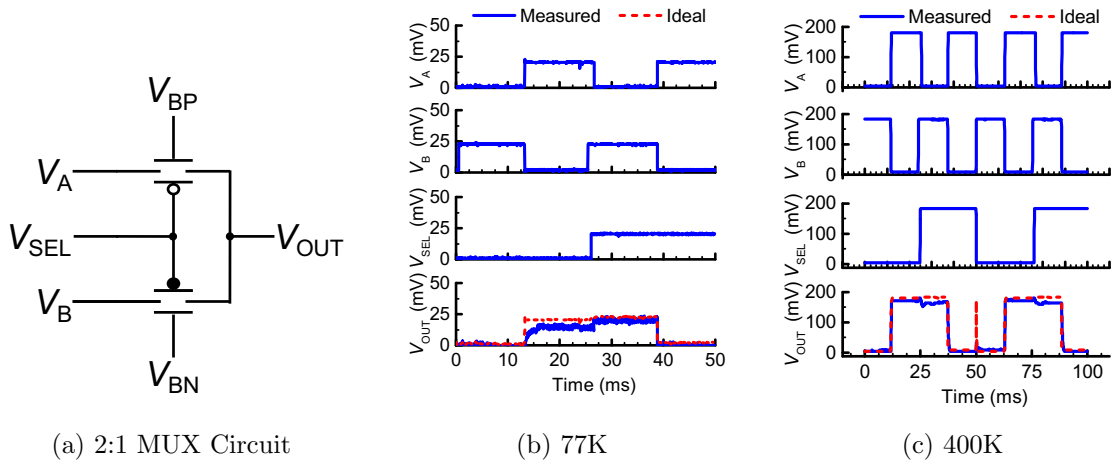 V_BP
V_A
V_SEL
V_OUT
V_B
V_BN
(a) 2:1 MUX Circuit
Measured Ideal
V_A (mV)
50
25
0
V_B (mV)
50
25
0
V_SEL (mV)
50
25
0
V_OUT (mV)
50
25
0
0 10 20 30 40 50
Time (ms)
(b) 77K
Measured Ideal
V_A (mV)
200
100
0
V_B (mV)
200
100
0
V_SEL (mV)
200
100
0
V_OUT (mV)
200
100
0
0 25 50 75 100
Time (ms)
(c) 400K